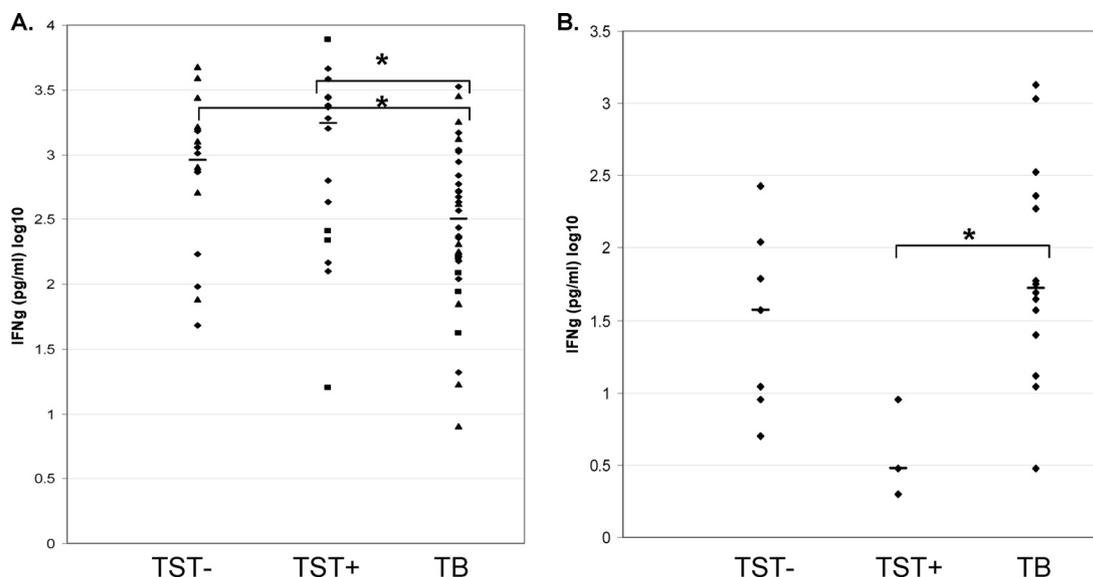 A.
IFNg (pg/ml) log10
4
3.5
3
2.5
2
1.5
1
0.5
0
*
*
TST-
TST+
TB
B.
IFNg (pg/ml) log10
3.5
3
2.5
2
1.5
1
0.5
0
*
TST-
TST+
TB